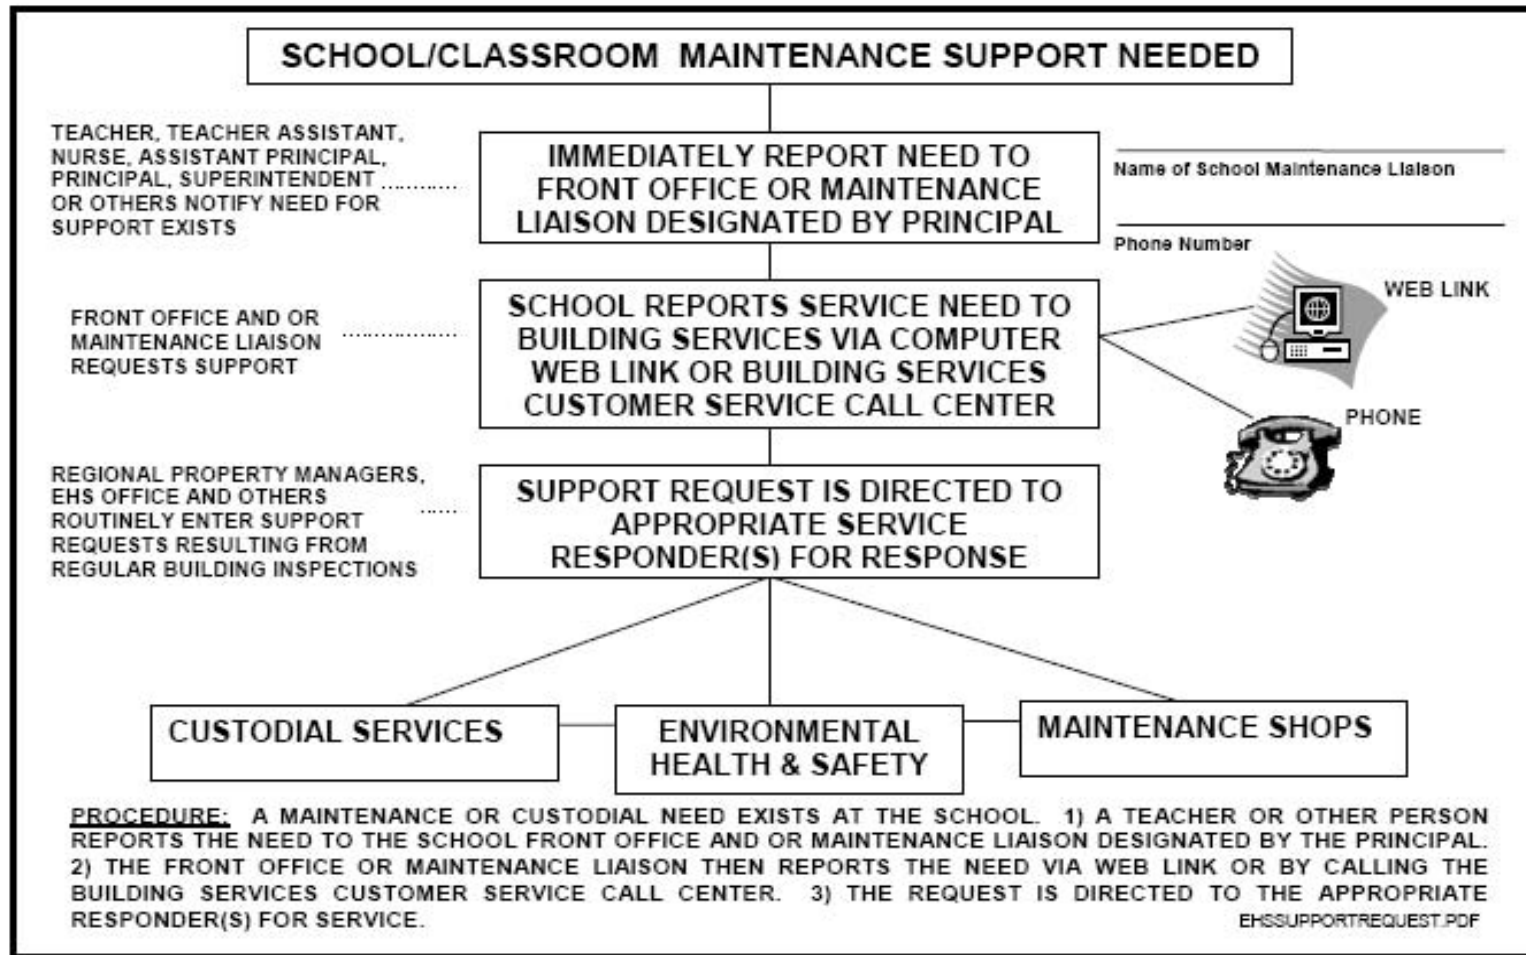 SCHOOL/CLASSROOM MAINTENANCE SUPPORT NEEDED
TEACHER, TEACHER ASSISTANT,
NURSE, ASSISTANT PRINCIPAL,
PRINCIPAL, SUPERINTENDENT
OR OTHERS NOTIFY NEED FOR
SUPPORT EXISTS
IMMEDIATELY REPORT NEED TO
FRONT OFFICE OR MAINTENANCE
LIAISON DESIGNATED BY PRINCIPAL
Name of School Maintenance Liaison
Phone Number
FRONT OFFICE AND OR
MAINTENANCE LIAISON
REQUESTS SUPPORT
SCHOOL REPORTS SERVICE NEED TO
BUILDING SERVICES VIA COMPUTER
WEB LINK OR BUILDING SERVICES
CUSTOMER SERVICE CALL CENTER
WEB LINK
PHONE
REGIONAL PROPERTY MANAGERS,
EHS OFFICE AND OTHERS
ROUTINELY ENTER SUPPORT
REQUESTS RESULTING FROM
REGULAR BUILDING INSPECTIONS
SUPPORT REQUEST IS DIRECTED TO
APPROPRIATE SERVICE
RESPONDER(S) FOR RESPONSE
CUSTODIAL SERVICES
ENVIRONMENTAL
HEALTH & SAFETY
MAINTENANCE SHOPS
PROCEDURE: A MAINTENANCE OR CUSTODIAL NEED EXISTS AT THE SCHOOL. 1) A TEACHER OR OTHER PERSON
REPORTS THE NEED TO THE SCHOOL FRONT OFFICE AND OR MAINTENANCE LIAISON DESIGNATED BY THE PRINCIPAL.
2) THE FRONT OFFICE OR MAINTENANCE LIAISON THEN REPORTS THE NEED VIA WEB LINK OR BY CALLING THE
BUILDING SERVICES CUSTOMER SERVICE CALL CENTER. 3) THE REQUEST IS DIRECTED TO THE APPROPRIATE
RESPONDER(S) FOR SERVICE.
EHSSUPPORTREQUEST.PDF